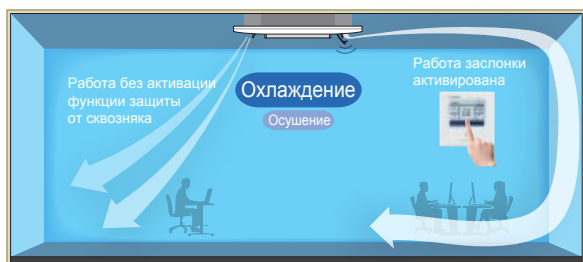 Работа без активации
функции защиты
от сквозняка
Охлаждение
Осушение
Работа заслонки
активирована